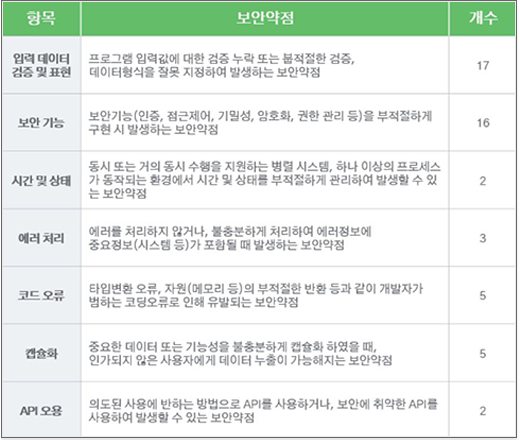 항목 보안약점 개수
입력 데이터
검증 및 표현
프로그램 입력값에 대한 검증 누락 또는 부적절한 검증,
데이터형식을 잘못 지정하여 발생하는 보안약점
17
보안 기능
보안기능(인증, 접근제어, 기밀성, 암호화, 권한 관리 등)을 부적절하게
구현 시 발생하는 보안약점
16
시간 및 상태
동시 또는 거의 동시 수행을 지원하는 병렬 시스템, 하나 이상의 프로세스
가 동작되는 환경에서 시간 및 상태를 부적절하게 관리하여 발생할 수 있
는 보안약점
2
에러 처리
에러를 처리하지 않거나, 불충분하게 처리하여 에러정보에
중요정보(시스템 등)가 포함될 때 발생하는 보안약점
3
코드 오류
타입변환 오류, 자원(메모리 등)의 부적절한 반환 등과 같이 개발자가
범하는 코딩오류로 인해 유발되는 보안약점
5
캡슐화
중요한 데이터 또는 기능성을 불충분하게 캡슐화 하였을 때,
인가되지 않은 사용자에게 데이터 누출이 가능해지는 보안약점
5
API 오용
의도된 사용에 반하는 방법으로 API를 사용하거나, 보안에 취약한 API를
사용하여 발생할 수 있는 보안약점
2